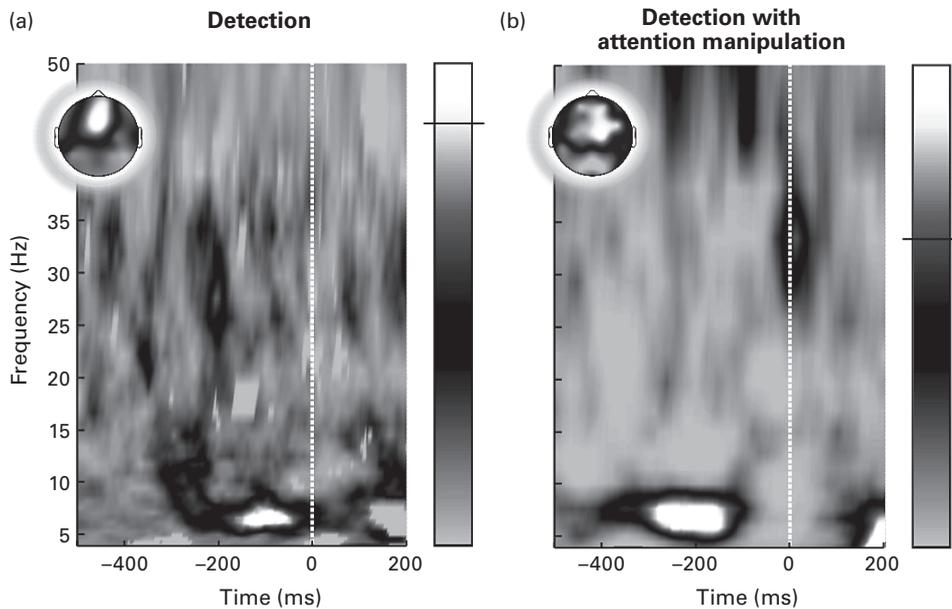 (a)
Detection
50
35
30
25
20
15
10
5
Frequency (Hz)
−400
−200
0
200
Time (ms)
(b)
Detection with
attention manipulation
−400
−200
0
200
Time (ms)